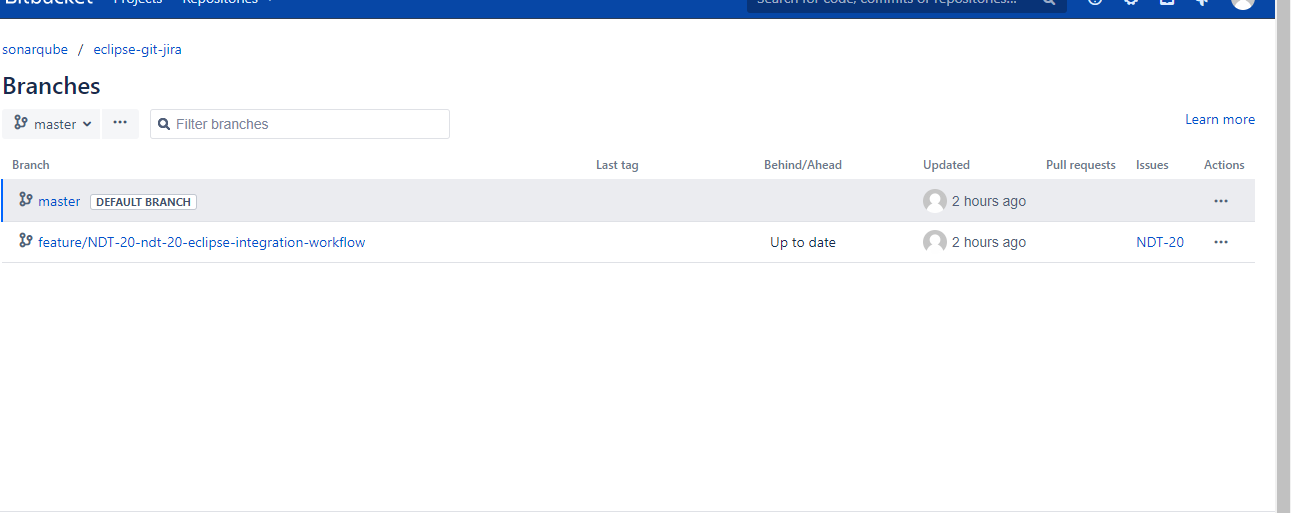 Bitbucket Projects Repositories Search for code, commits or repositories...
sonarqube / eclipse-git-jira
Branches
master ··· Filter branches Learn more
Branch Last tag Behind/Ahead Updated Pull requests Issues Actions
master DEFAULT BRANCH 2 hours ago ···
feature/NDT-20-ndt-20-eclipse-integration-workflow Up to date 2 hours ago NDT-20 ···